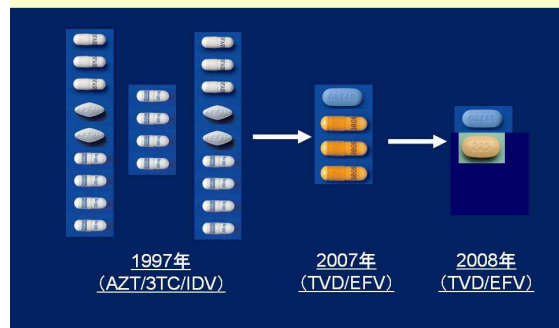 1997年
(AZT/3TC/IDV)
2007年
(TVD/EFV)
2008年
(TVD/EFV)